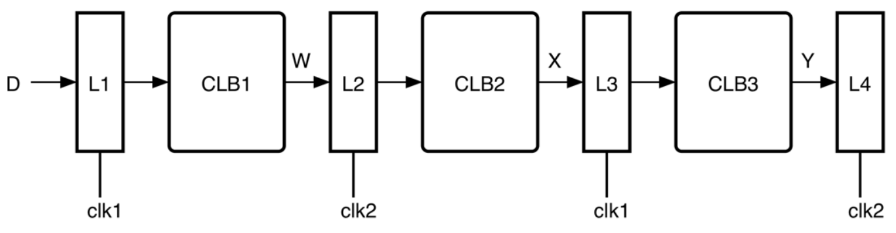 W X Y
D L1 CLB1 L2 CLB2 L3 CLB3 L4
clk1 clk2 clk1 clk2